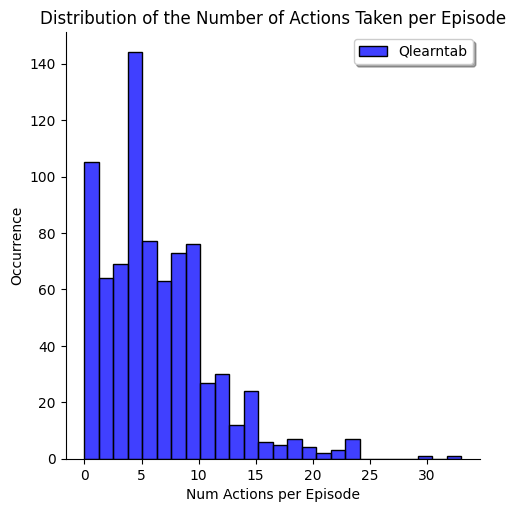 Distribution of the Number of Actions Taken per Episode
Qlearntab
140
120
100
80
60
40
20
0
Occurrence
0 5 10 15 20 25 30
Num Actions per Episode